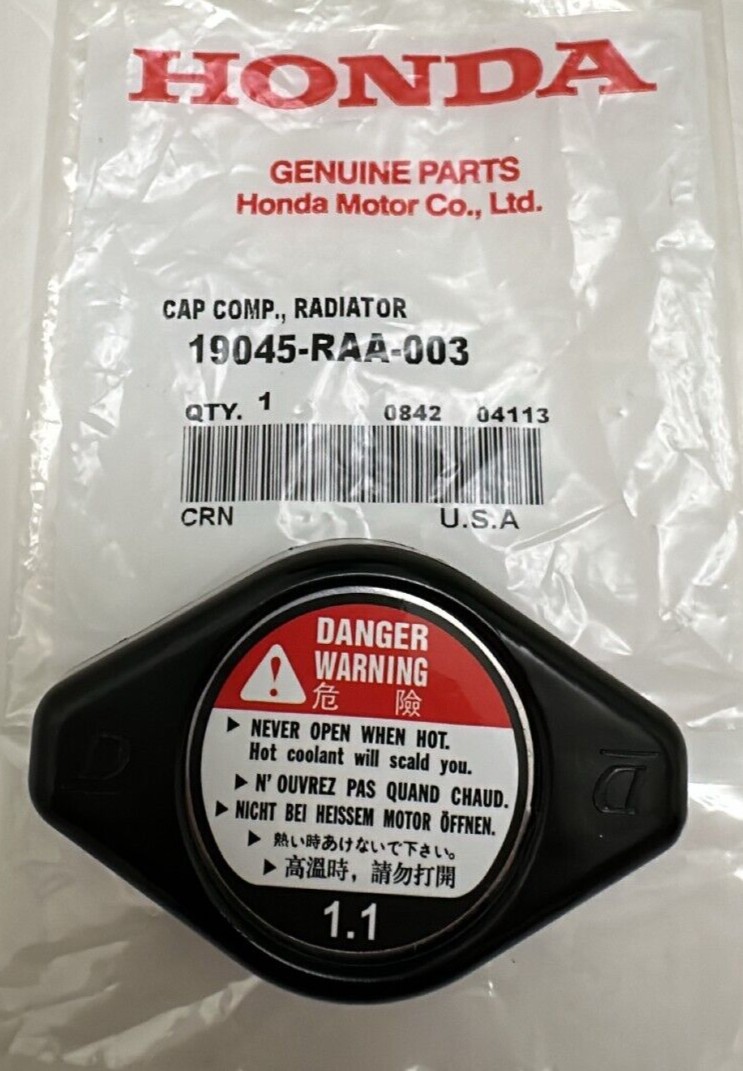 HONDA
GENUINE PARTS
Honda Motor Co., Ltd.
CAP COMP., RADIATOR
19045-RAA-003
QTY. 1 0842 04113
CRN U.S.A
DANGER
WARNING
危 險
▶ NEVER OPEN WHEN HOT.
Hot coolant will scald you.
▶ N'OUVREZ PAS QUAND CHAUD.
▶ NICHT BEI HEISSEM MOTOR ÖFFNEN.
▶ 熱い時あけないで下さい。
▶ 高溫時，請勿打開
1.1
D D